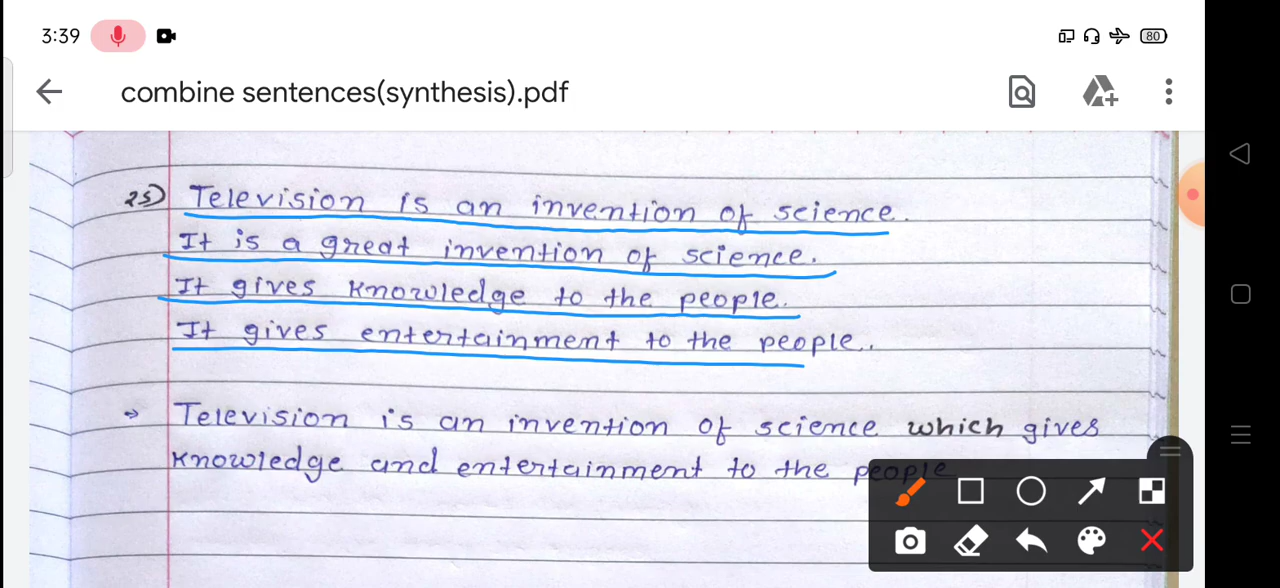 3:39
80
combine sentences(synthesis).pdf
25) Television is an invention of science.
It is a great invention of science.
It gives knowledge to the people.
It gives entertainment to the people..
→ Television is an invention of science which gives
knowledge and entertainment to the people